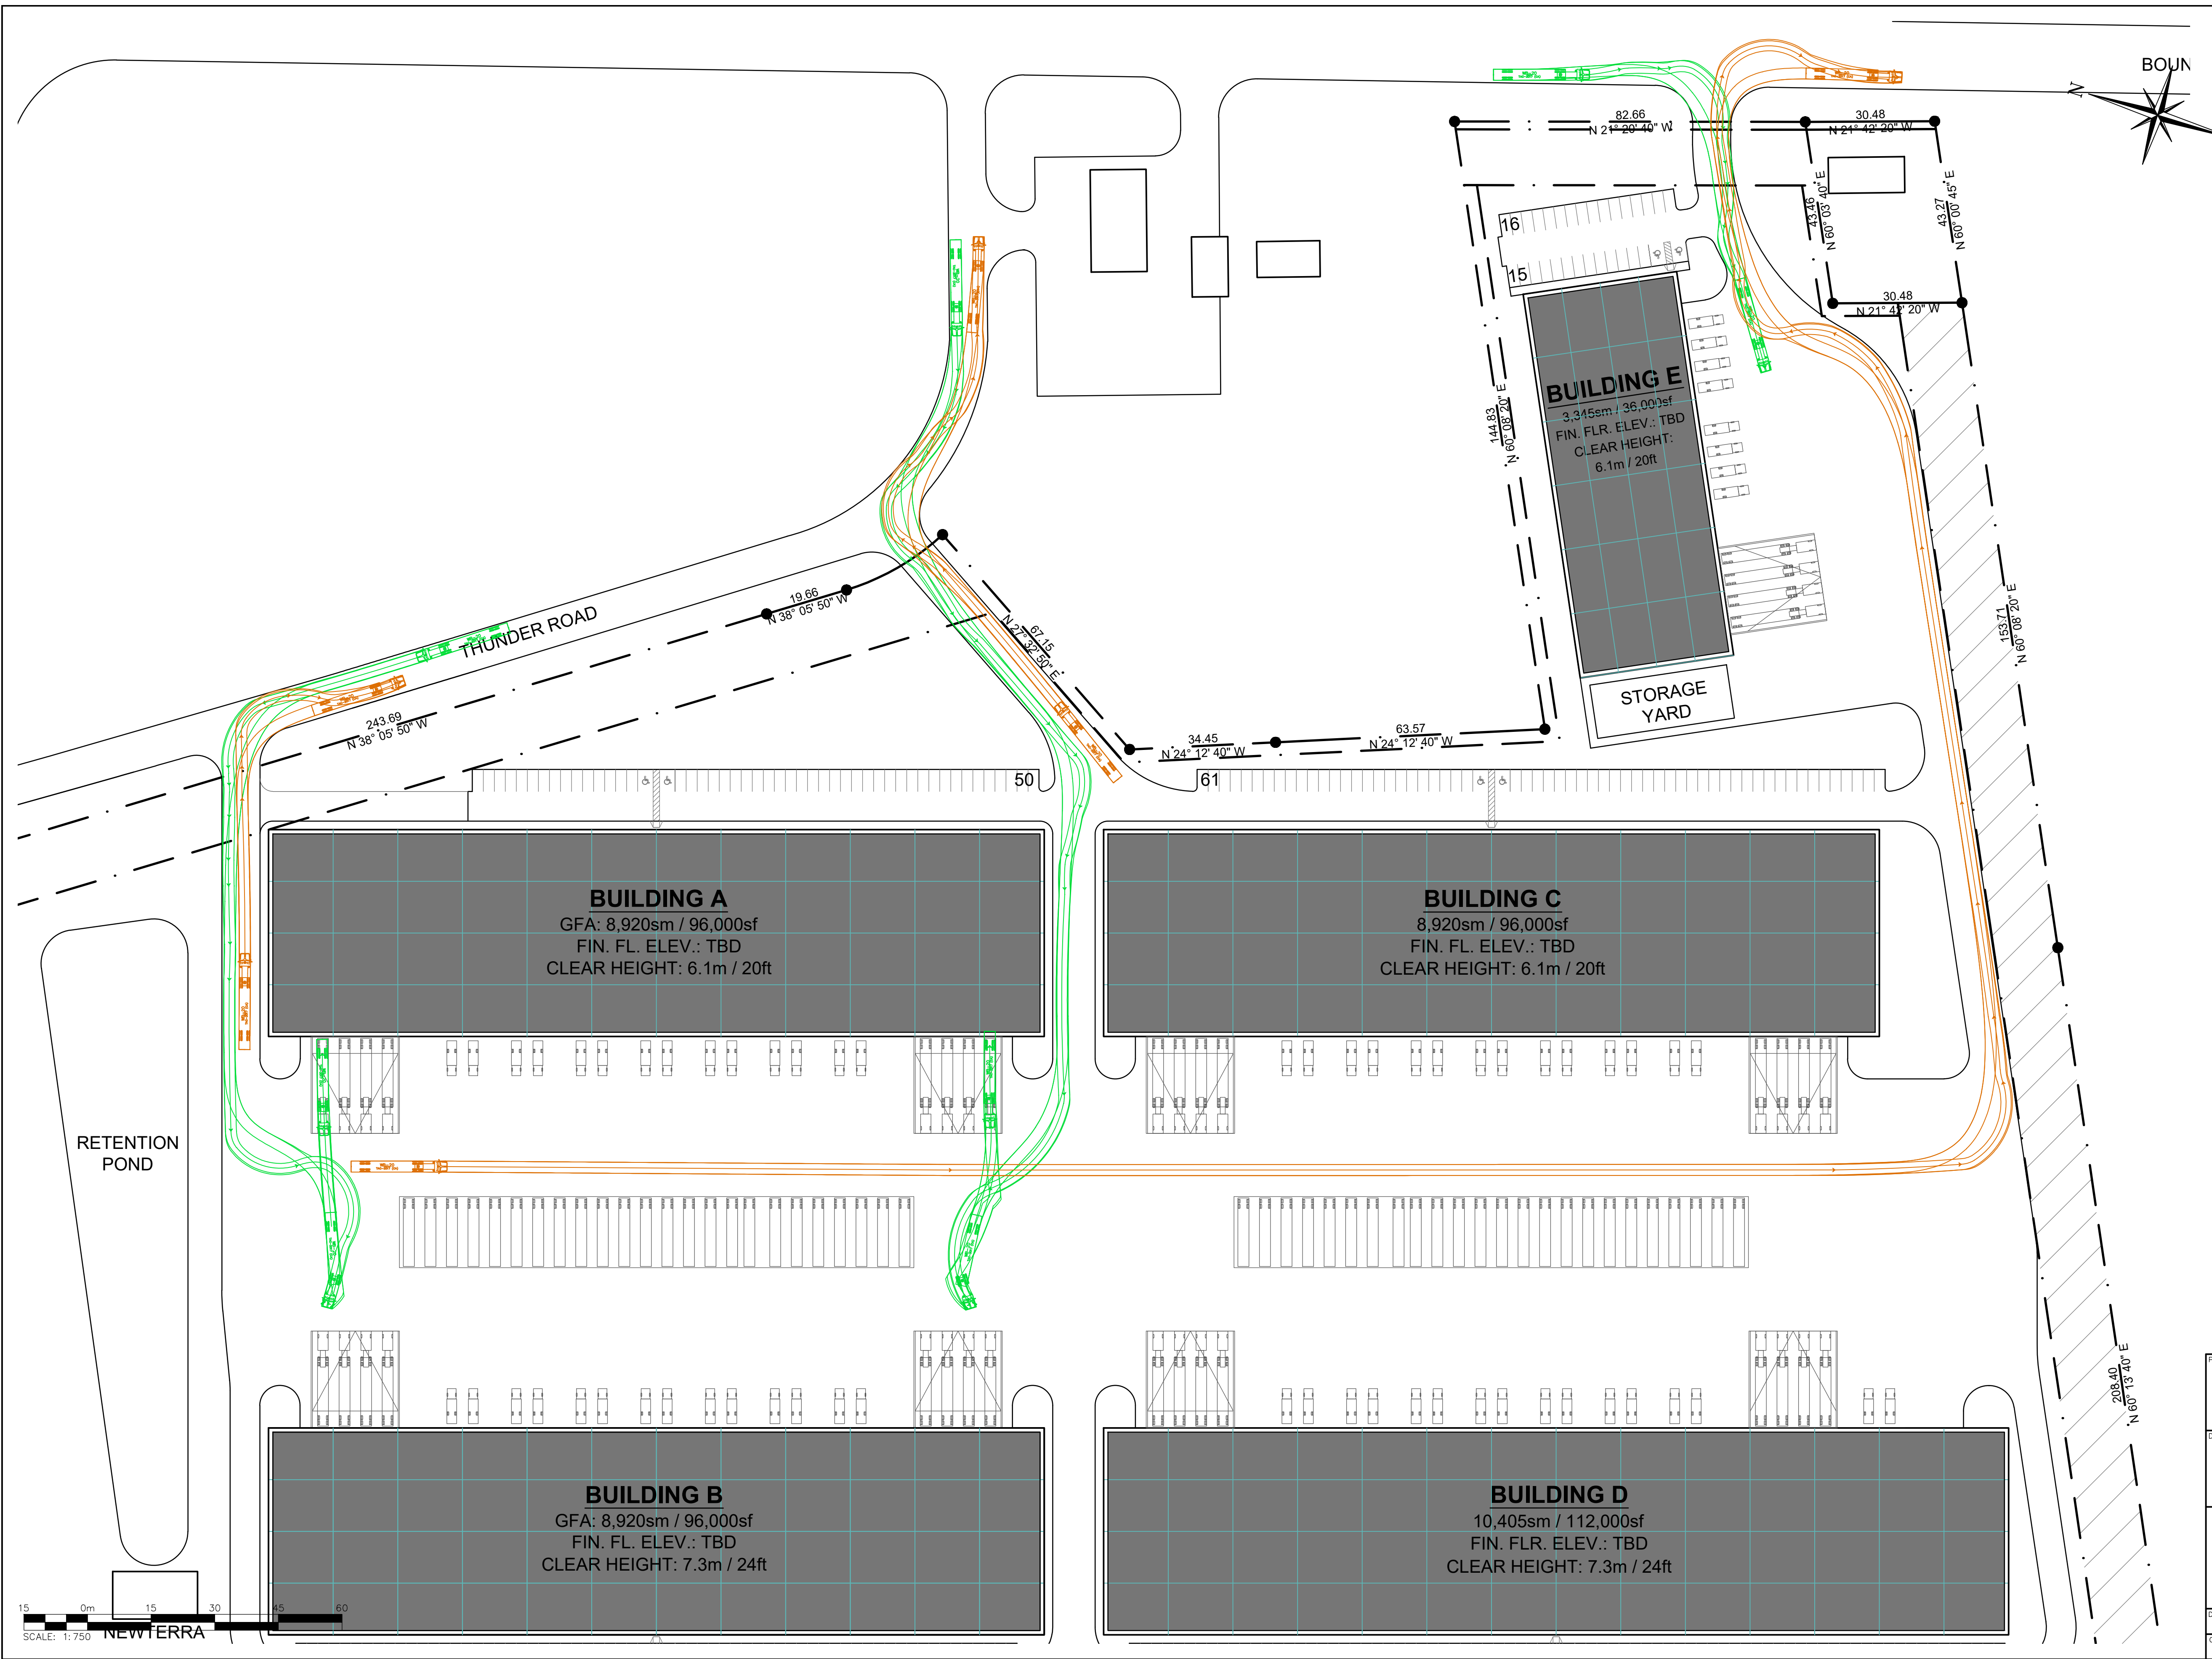 BOUN
N
82.66
N 21° 20' 40" W
30.48
N 21° 42' 20" W
43.46
N 60° 03' 40" E
43.27
N 60° 00' 45" E
30.48
N 21° 42' 20" W
16
15
BUILDING E
3,345sm / 36,000sf
FIN. FLR. ELEV.: TBD
CLEAR HEIGHT:
6.1m / 20ft
144.83
N 60° 08' 20" E
STORAGE
YARD
153.71
N 60° 08' 20" E
THUNDER ROAD
19.66
N 38° 05' 50" W
243.69
N 38° 05' 50" W
67.15
N 27° 32' 50" E
34.45
N 24° 12' 40" W
63.57
N 24° 12' 40" W
50
61
BUILDING A
GFA: 8,920sm / 96,000sf
FIN. FL. ELEV.: TBD
CLEAR HEIGHT: 6.1m / 20ft
BUILDING C
8,920sm / 96,000sf
FIN. FL. ELEV.: TBD
CLEAR HEIGHT: 6.1m / 20ft
RETENTION
POND
208.40
N 60° 13' 40" E
BUILDING B
GFA: 8,920sm / 96,000sf
FIN. FL. ELEV.: TBD
CLEAR HEIGHT: 7.3m / 24ft
BUILDING D
10,405sm / 112,000sf
FIN. FLR. ELEV.: TBD
CLEAR HEIGHT: 7.3m / 24ft
15 0m 15 30 45 60
SCALE: 1:750
NEWTERRA